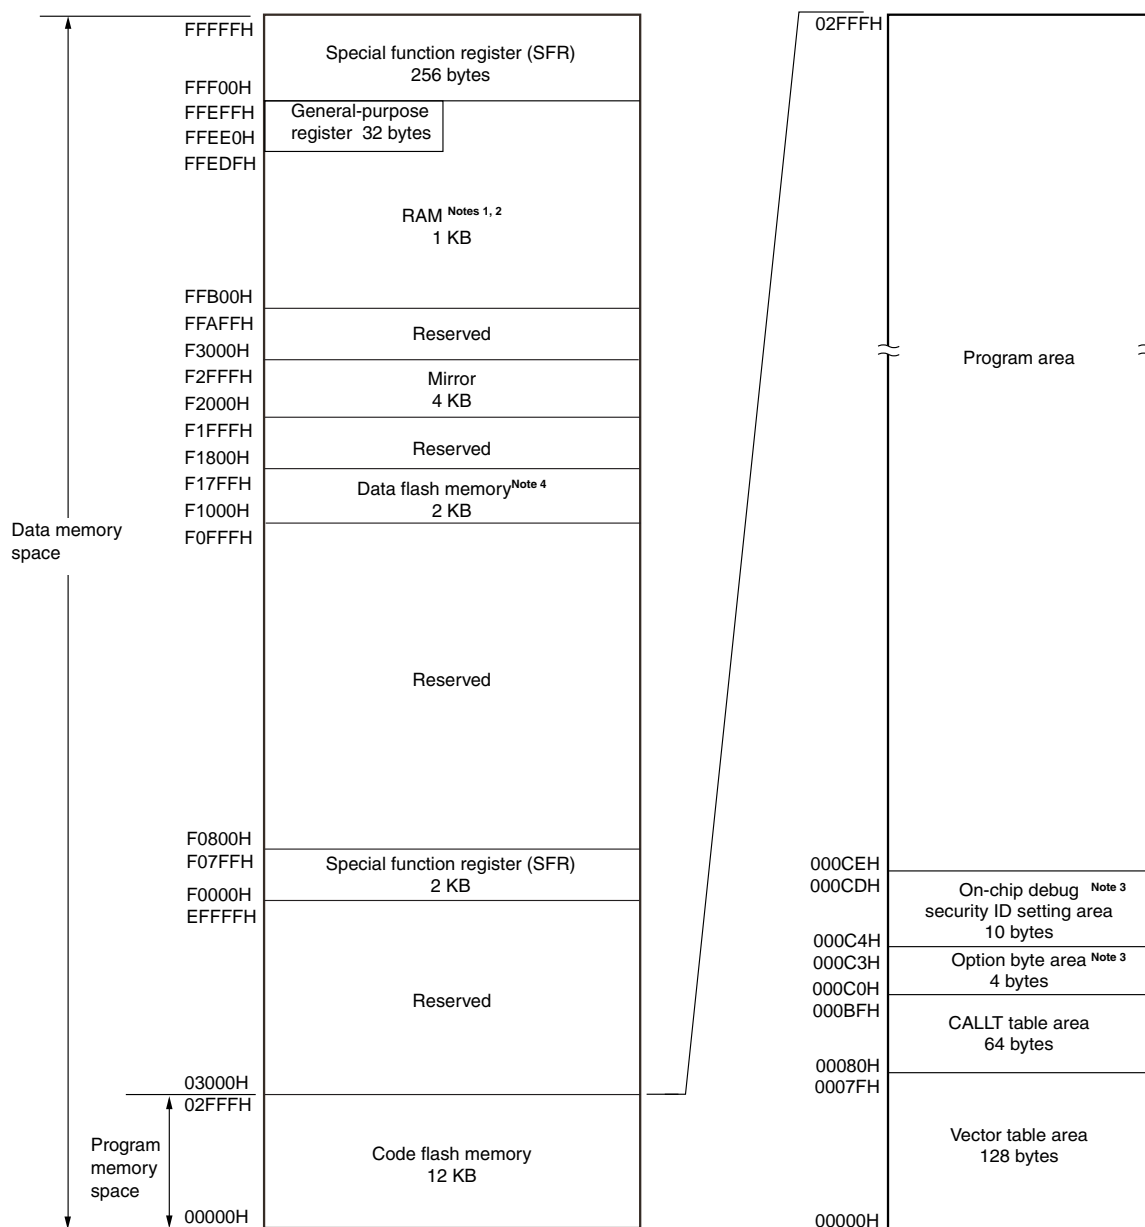 FFFFFH
Special function register (SFR)
256 bytes
FFF00H
FFEFFH
General-purpose
register 32 bytes
FFEE0H
FFEDFH
RAM Notes 1, 2
1 KB
FFB00H
FFAFFH
Reserved
F3000H
F2FFFH
Mirror
4 KB
F2000H
F1FFFH
Reserved
F1800H
F17FFH
Data flash memory Note 4
2 KB
F1000H
F0FFFH
Data memory
space
Reserved
F0800H
F07FFH
Special function register (SFR)
2 KB
F0000H
EFFFFH
Reserved
03000H
02FFFH
Program
memory
space
Code flash memory
12 KB
00000H
02FFFH
Program area
000CEH
000CDH
On-chip debug Note 3
security ID setting area
10 bytes
000C4H
000C3H
Option byte area Note 3
4 bytes
000C0H
000BFH
CALLT table area
64 bytes
00080H
0007FH
Vector table area
128 bytes
00000H